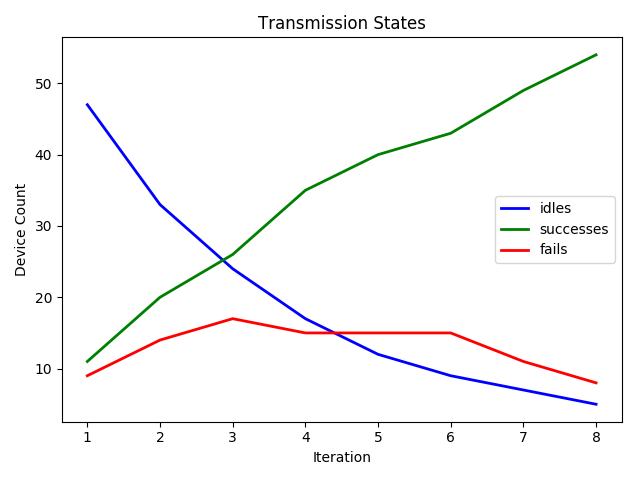 Transmission States
Device Count
50
40
30
20
10
idles
successes
fails
1 2 3 4 5 6 7 8
Iteration